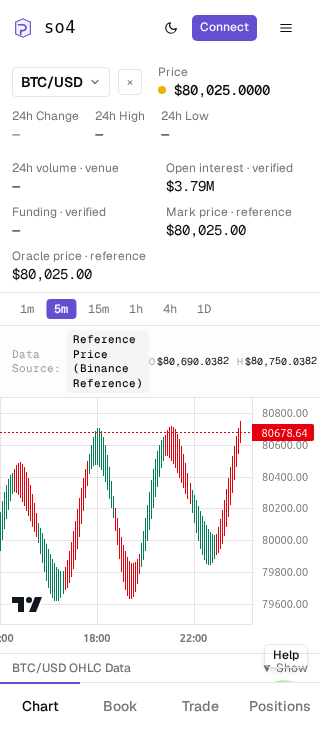 so4
Connect
BTC/USD
×
Price
$80,025.0000
24h Change
24h High
24h Low
—
—
—
24h volume · venue
Open interest · verified
—
$3.79M
Funding · verified
Mark price · reference
—
$80,025.00
Oracle price · reference
$80,025.00
1m
5m
15m
1h
4h
1D
Data Source:
Reference Price (Binance Reference)
O $80,690.0382
H $80,750.0382
80800.00
80678.64
80600.00
80400.00
80200.00
80000.00
79800.00
79600.00
:00
18:00
22:00
Help
BTC/USD OHLC Data
▼ Show
Chart
Book
Trade
Positions